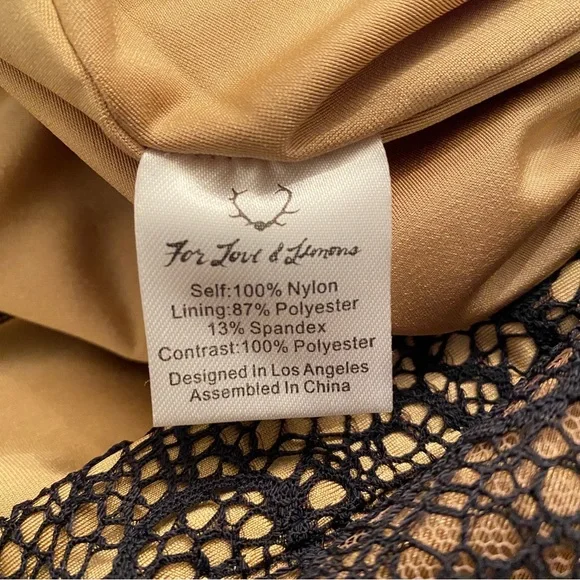 For Love & Lemons
Self:100% Nylon
Lining:87% Polyester
13% Spandex
Contrast:100% Polyester
Designed In Los Angeles
Assembled In China